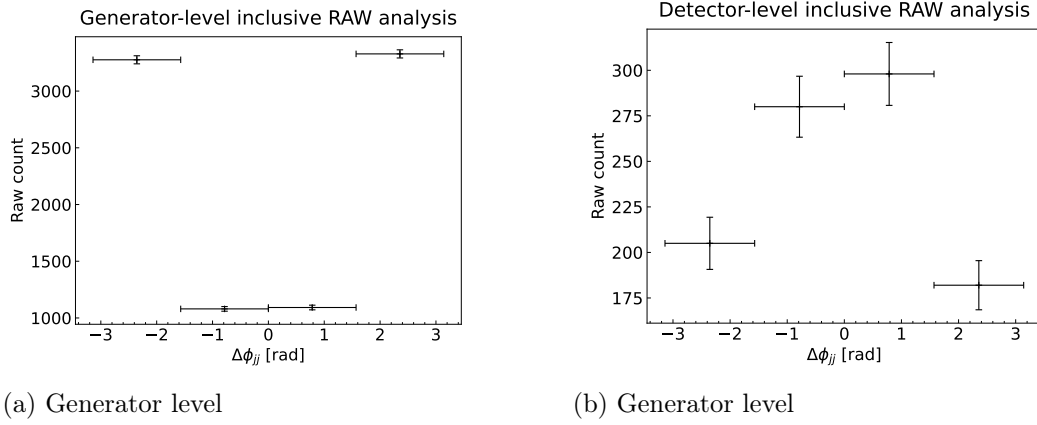 Generator-level inclusive RAW analysis
Raw count
3000
2500
2000
1500
1000
−3 −2 −1 0 1 2 3
Δϕjj [rad]
(a) Generator level
Detector-level inclusive RAW analysis
Raw count
300
275
250
225
200
175
−3 −2 −1 0 1 2 3
Δϕjj [rad]
(b) Generator level